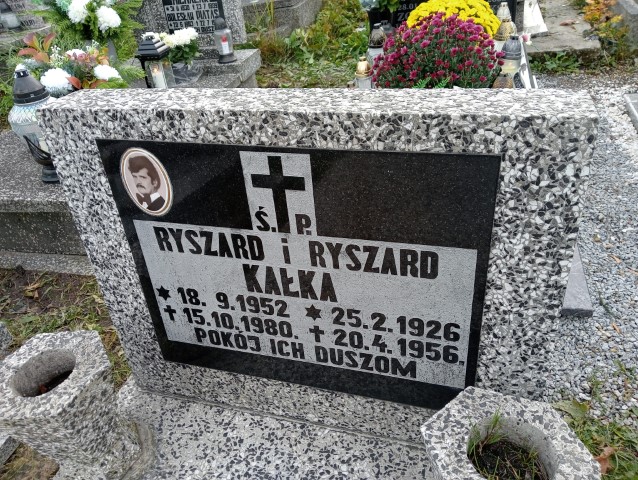 Ś. P.
RYSZARD i RYSZARD
KAŁKA
* 18. 9.1952 * 25.2.1926
✝ 15.10.1980. ✝ 20.4.1956.
POKÓJ ICH DUSZOM